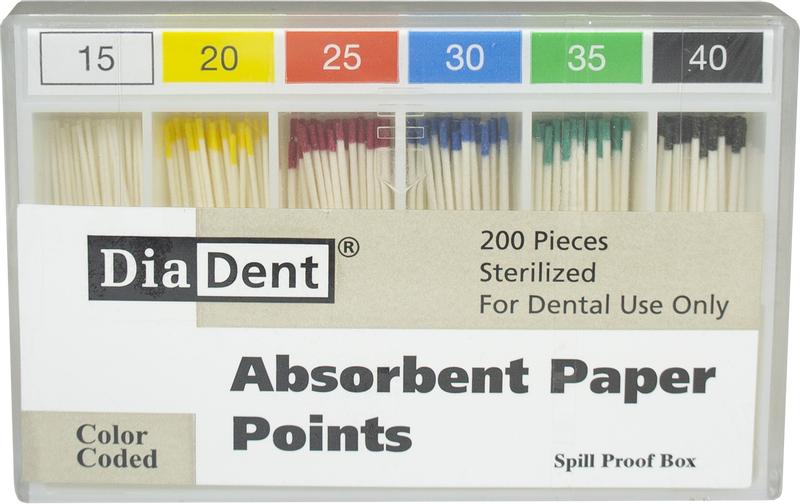 15 20 25 30 35 40
DiaDent®
200 Pieces
Sterilized
For Dental Use Only
Absorbent Paper
Points
Color
Coded
Spill Proof Box